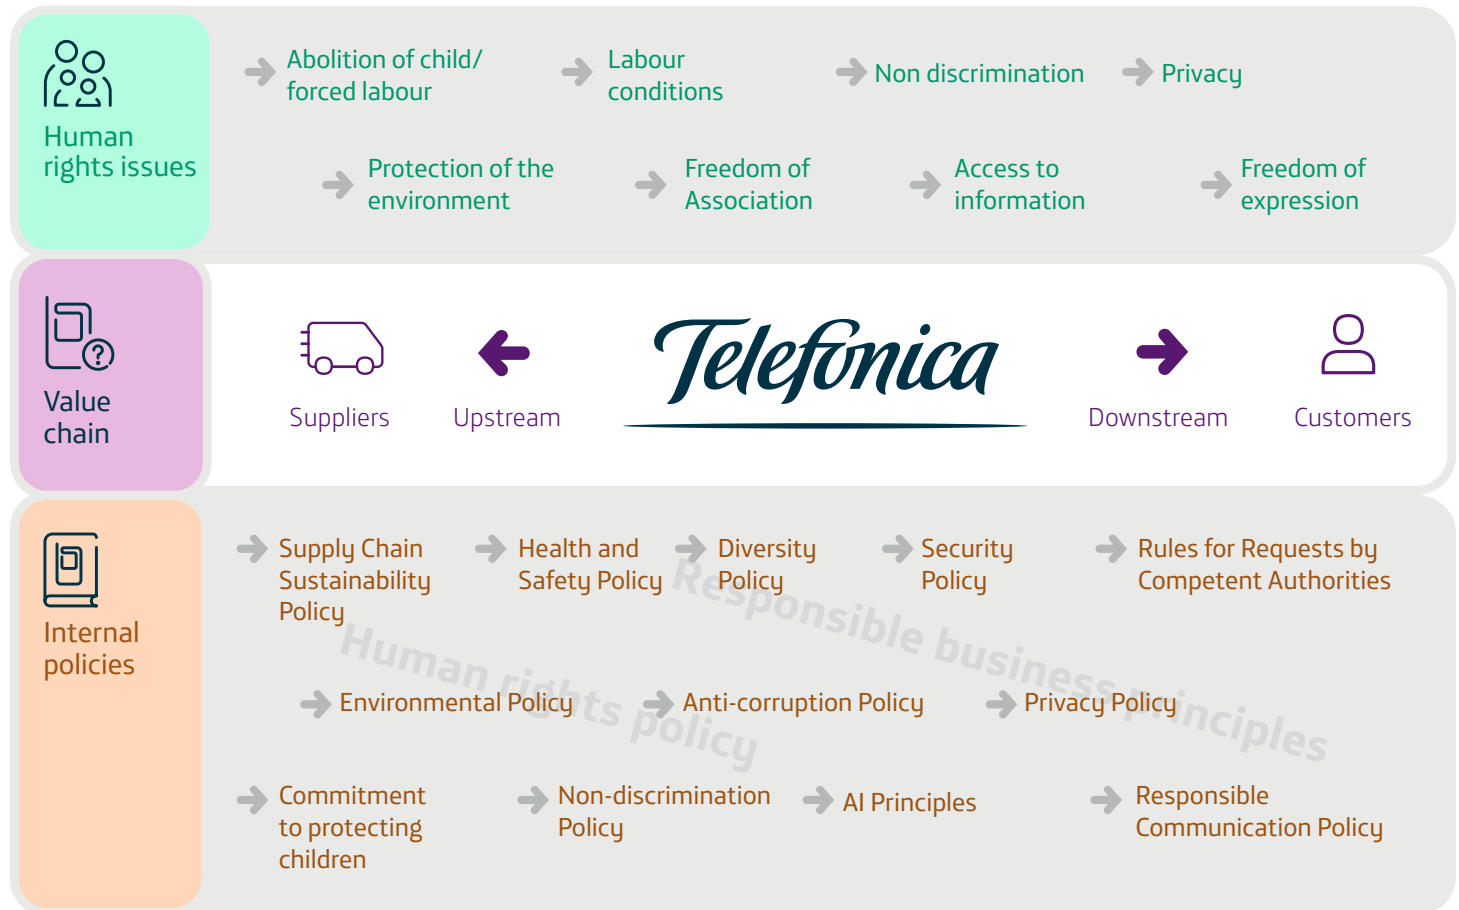 Human
rights issues
Abolition of child/
forced labour
Labour
conditions
Non discrimination
Privacy
Protection of the
environment
Freedom of
Association
Access to
information
Freedom of
expression
Value
chain
Suppliers
Upstream
Telefónica
Downstream
Customers
Internal
policies
Supply Chain
Sustainability
Policy
Health and
Safety Policy
Diversity
Policy
Security
Policy
Rules for Requests by
Competent Authorities
Responsible business principles
Human rights policy
Environmental Policy
Anti-corruption Policy
Privacy Policy
Commitment
to protecting
children
Non-discrimination
Policy
AI Principles
Responsible
Communication Policy